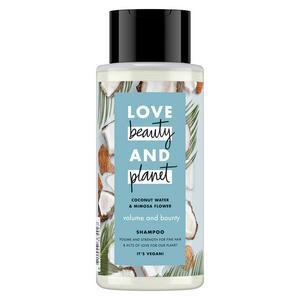 LOVE
beauty
AND
planet
COCONUT WATER
& MIMOSA FLOWER
volume and bounty
SHAMPOO
VOLUME AND STRENGTH FOR FINE HAIR
& ACTS OF LOVE FOR OUR PLANET
IT'S VEGAN!